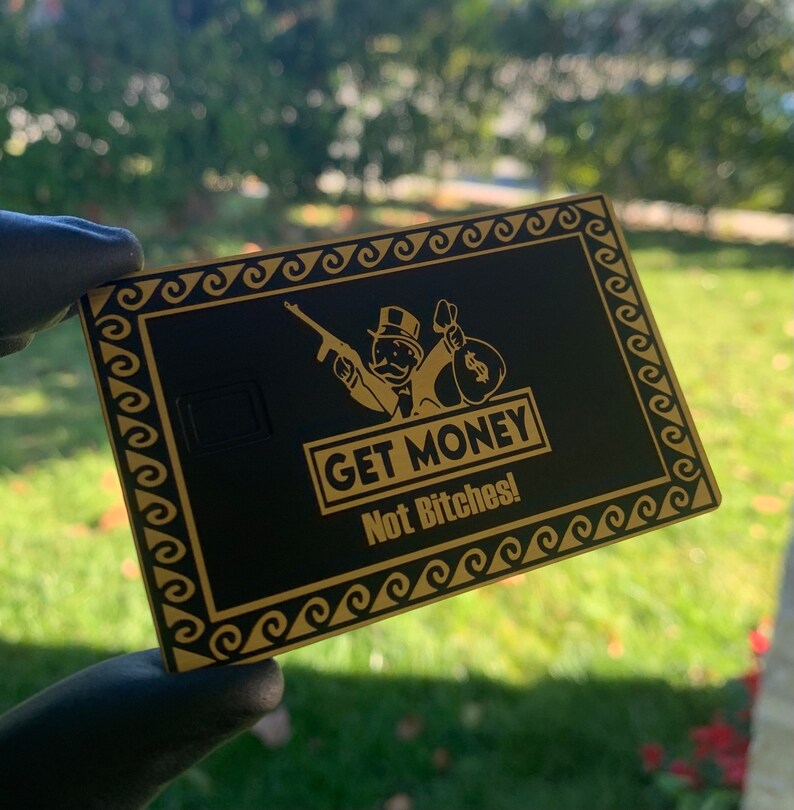 $
GET MONEY
Not Bitches!